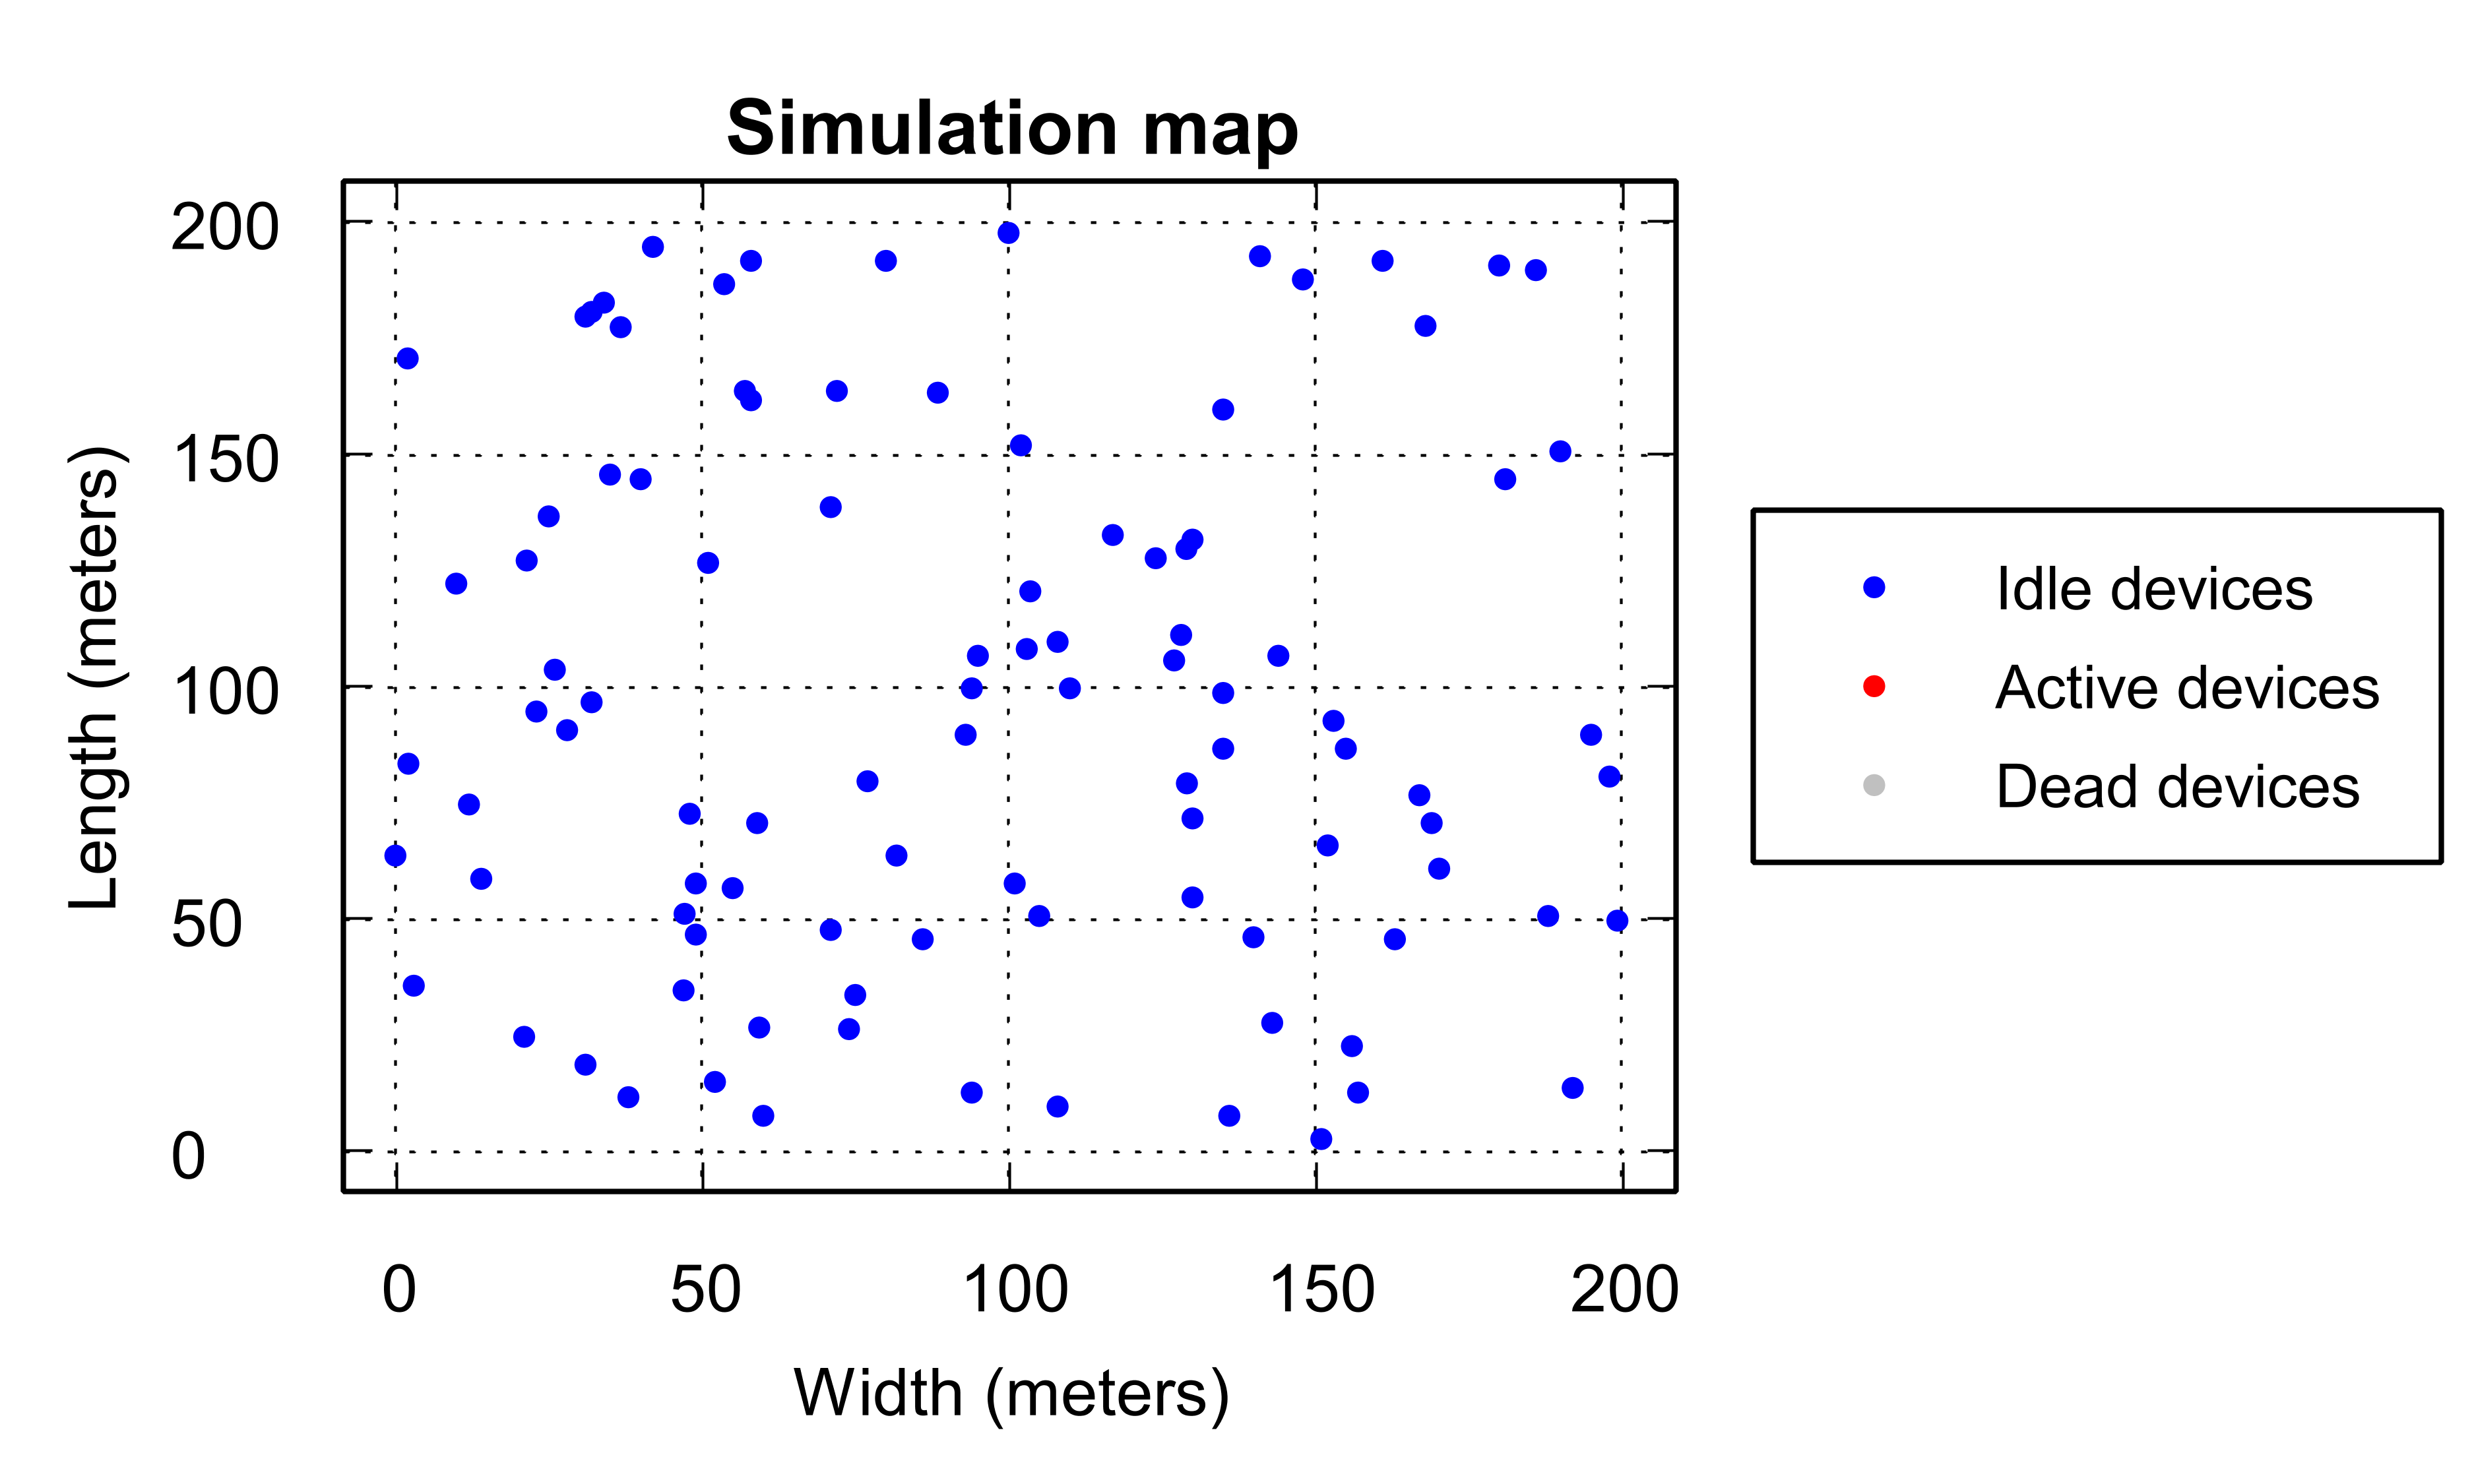 Simulation map
200
150
100
50
0
Length (meters)
0 50 100 150 200
Width (meters)
Idle devices
Active devices
Dead devices